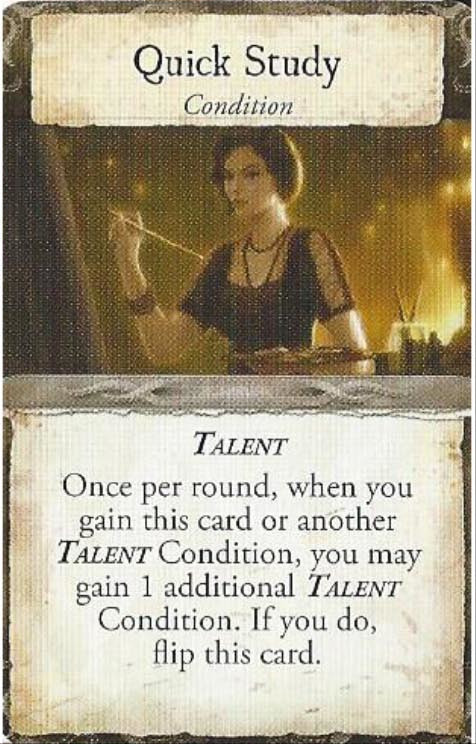 Quick Study
Condition
TALENT
Once per round, when you
gain this card or another
TALENT Condition, you may
gain 1 additional TALENT
Condition. If you do,
flip this card.